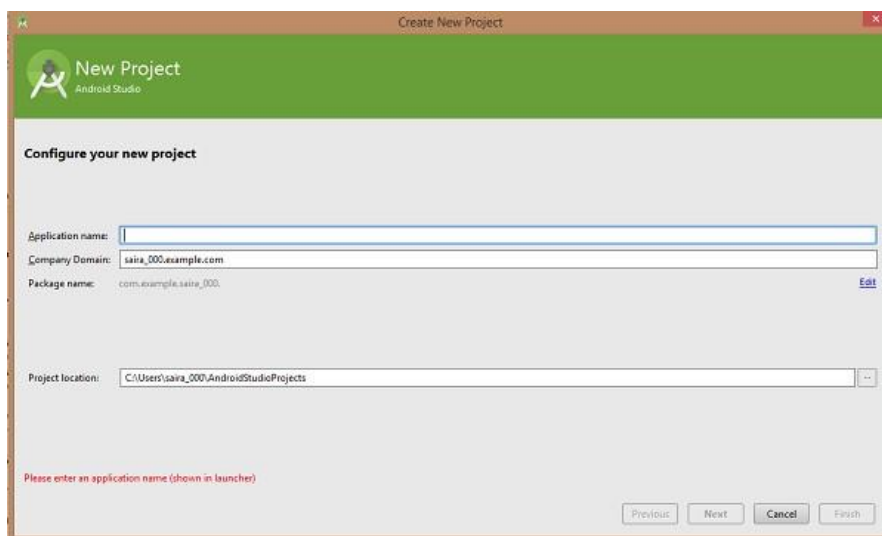 Create New Project
New Project
Android Studio
Configure your new project
Application name:
Company Domain: saira_000.example.com
Package name: com.example.saira_000. Edit
Project location: C:\Users\saira_000\AndroidStudioProjects ...
Please enter an application name (shown in launcher)
Previous Next Cancel Finish